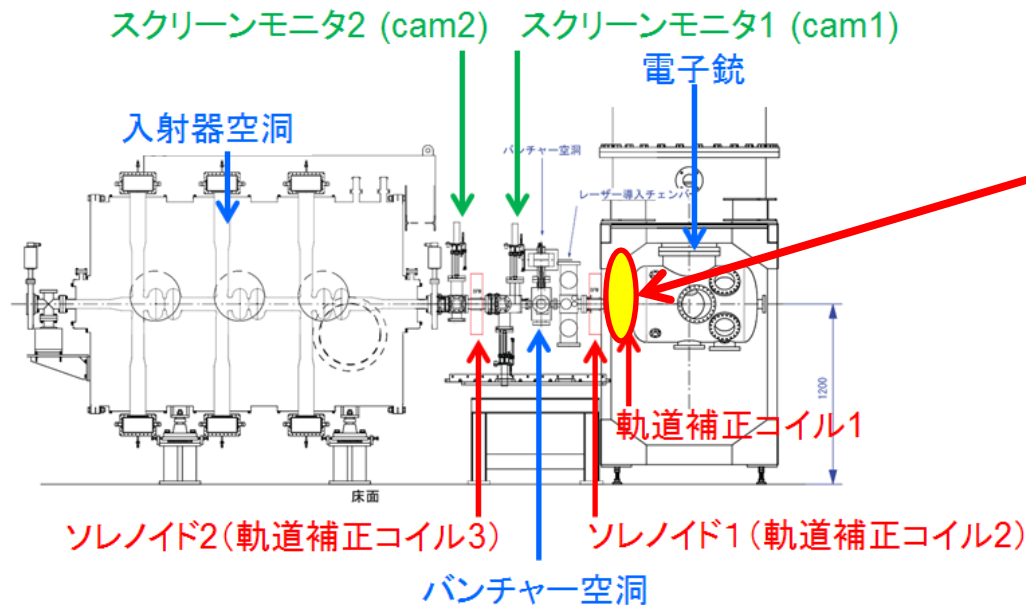 スクリーンモニタ2 (cam2)
スクリーンモニタ1 (cam1)
電子銃
入射器空洞
バンチャー空洞
レーザー導入チェンバー
1200
軌道補正コイル1
床面
ソレノイド2(軌道補正コイル3)
ソレノイド1(軌道補正コイル2)
バンチャー空洞